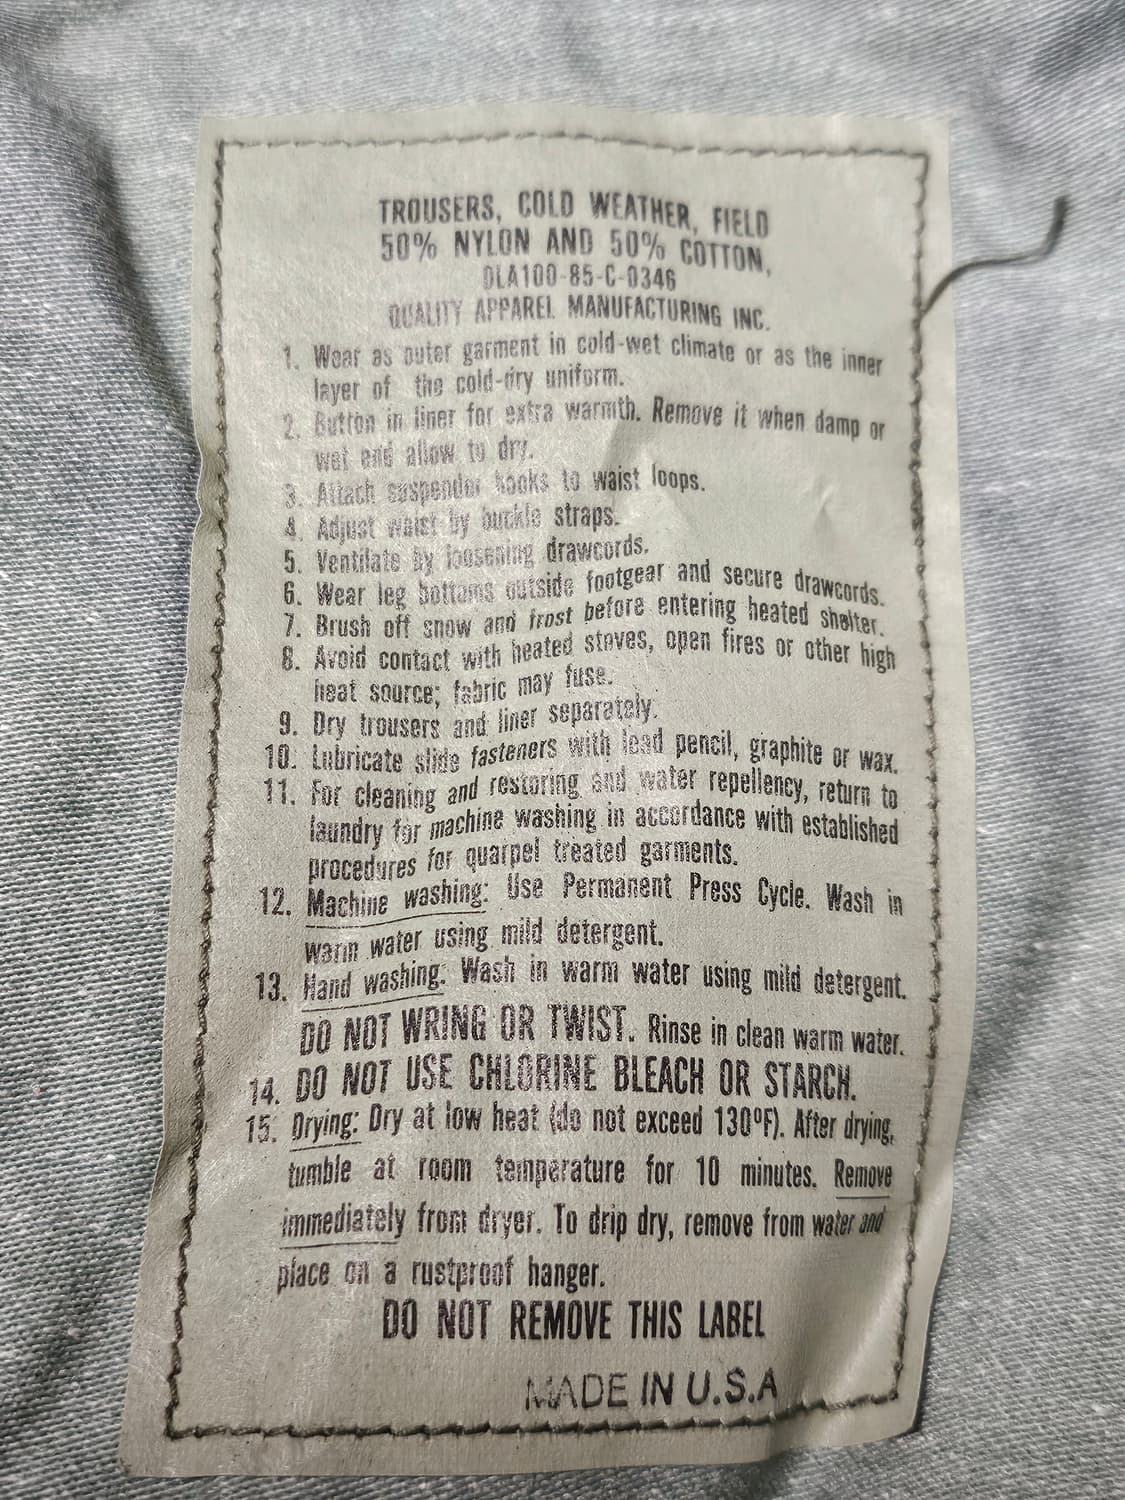 TROUSERS, COLD WEATHER, FIELD
50% NYLON AND 50% COTTON,
DLA100-85-C-0346
QUALITY APPAREL MANUFACTURING INC.
1. Wear as outer garment in cold-wet climate or as the inner
layer of the cold-dry uniform.
2. Button in liner for extra warmth. Remove it when damp or
wet and allow to dry.
3. Attach suspender hooks to waist loops.
4. Adjust waist by buckle straps.
5. Ventilate by loosening drawcords.
6. Wear leg bottoms outside footgear and secure drawcords.
7. Brush off snow and frost before entering heated shelter.
8. Avoid contact with heated stoves, open fires or other high
heat source; fabric may fuse.
9. Dry trousers and liner separately.
10. Lubricate slide fasteners with lead pencil, graphite or wax.
11. For cleaning and restoring and water repellency, return to
laundry for machine washing in accordance with established
procedures for quarpel treated garments.
12. Machine washing: Use Permanent Press Cycle. Wash in
warm water using mild detergent.
13. Hand washing: Wash in warm water using mild detergent.
DO NOT WRING OR TWIST. Rinse in clean warm water.
14. DO NOT USE CHLORINE BLEACH OR STARCH.
15. Drying: Dry at low heat (do not exceed 130ºF). After drying,
tumble at room temperature for 10 minutes. Remove
immediately from dryer. To drip dry, remove from water and
place on a rustproof hanger.
DO NOT REMOVE THIS LABEL
MADE IN U.S.A